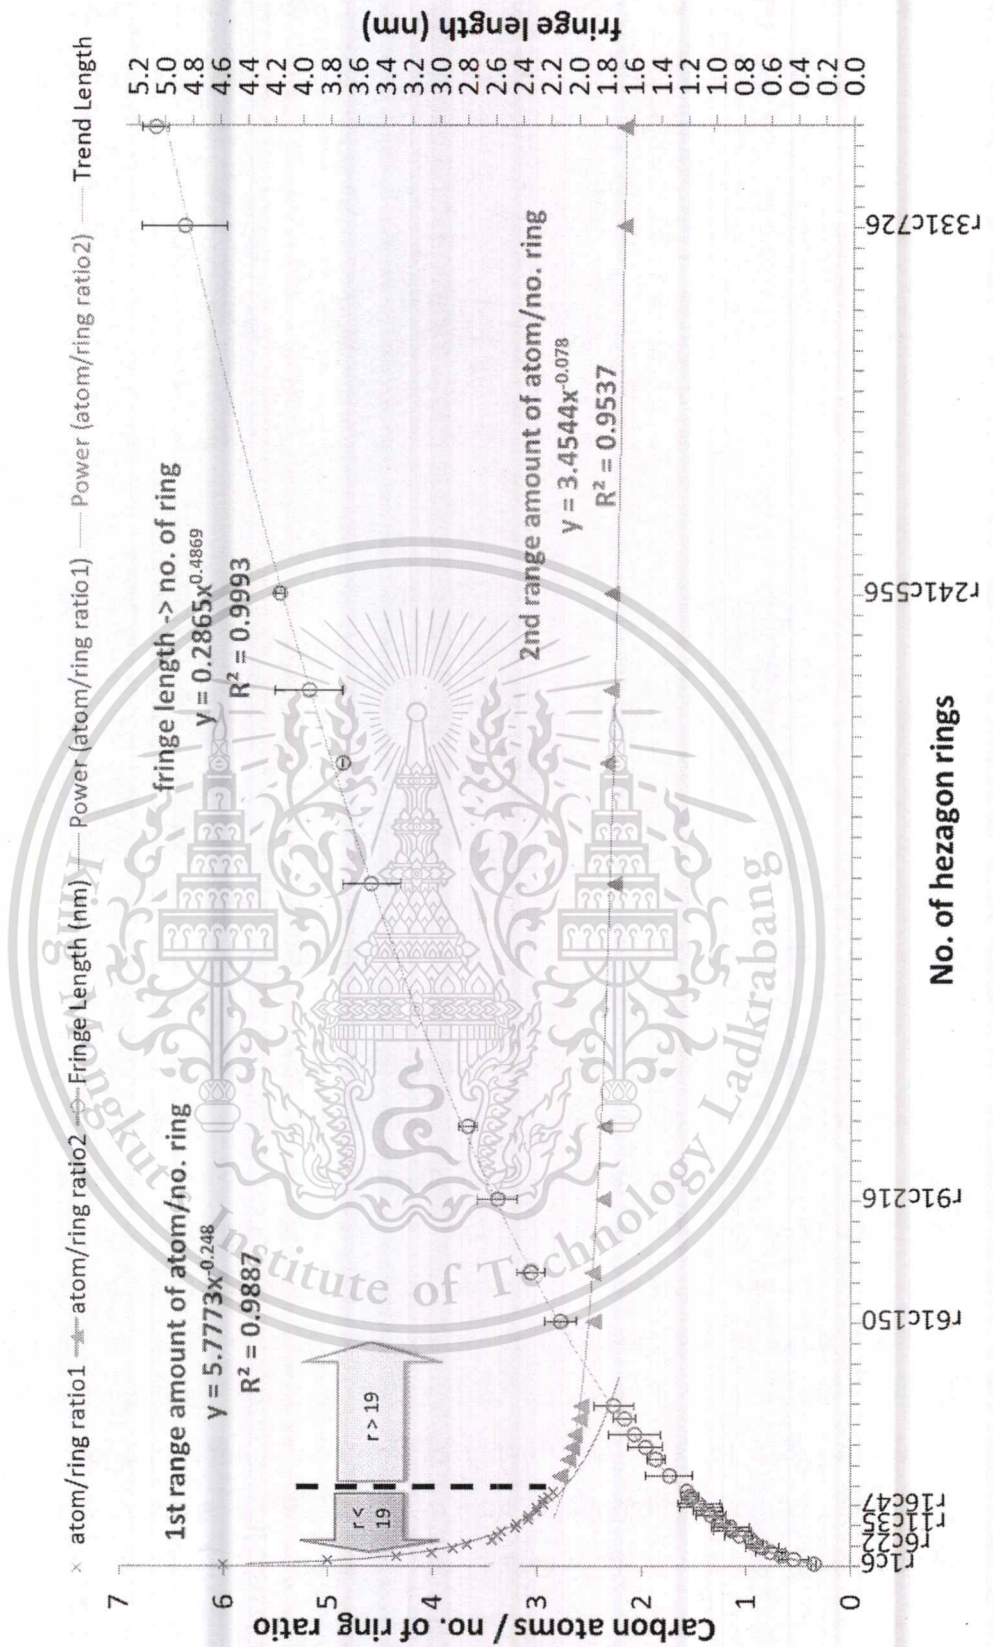 × atom/ring ratio1 atom/ring ratio2 Fringe Length (nm) Power (atom/ring ratio1) Power (atom/ring ratio2) Trend Length
1st range amount of atom/no. ring
y = 5.7773x^-0.248
R² = 0.9887
fringe length -> no. of ring
y = 0.2865x^0.4869
R² = 0.9993
2nd range amount of atom/no. ring
y = 3.4544x^-0.078
R² = 0.9537
r <
19
r > 19
Carbon atoms / no. of ring ratio
7
6
5
4
3
2
1
0
fringe length (nm)
5.2
5.0
4.8
4.6
4.4
4.2
4.0
3.8
3.6
3.4
3.2
3.0
2.8
2.6
2.4
2.2
2.0
1.8
1.6
1.4
1.2
1.0
0.8
0.6
0.4
0.2
0.0
r1c6
r6c22
r11c35
r16c47
r61c150
r91c216
r241c556
r331c726
No. of hezagon rings
King Mongkut's Institute of Technology Ladkrabang